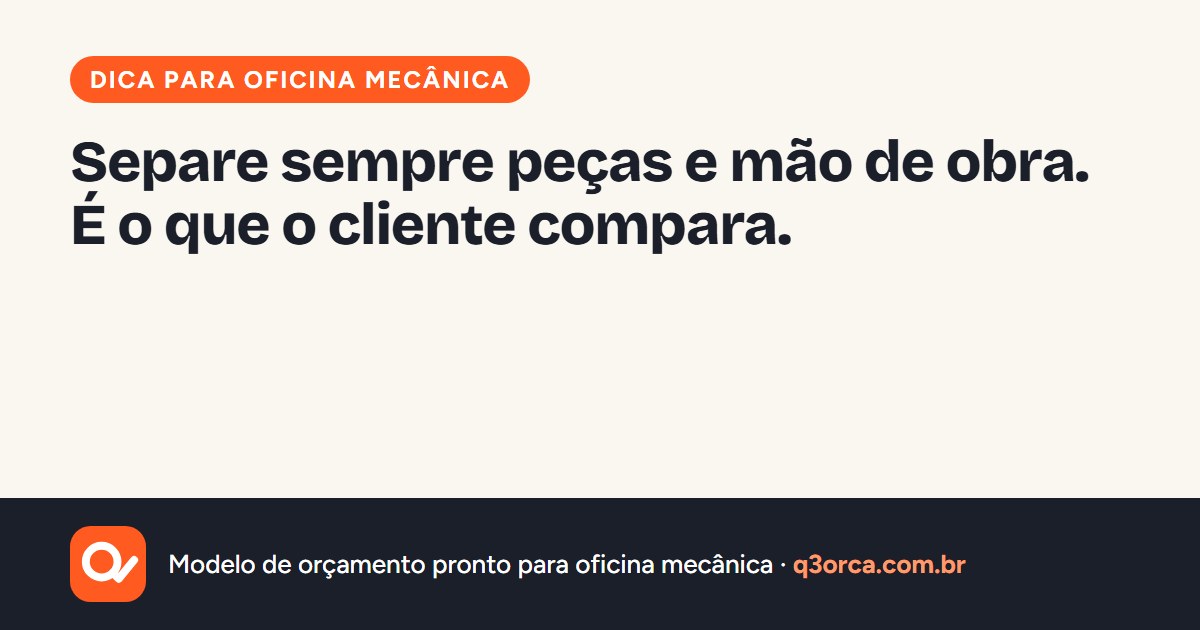 DICA PARA OFICINA MECÂNICA
Separe sempre peças e mão de obra.
É o que o cliente compara.
Modelo de orçamento pronto para oficina mecânica · q3orca.com.br